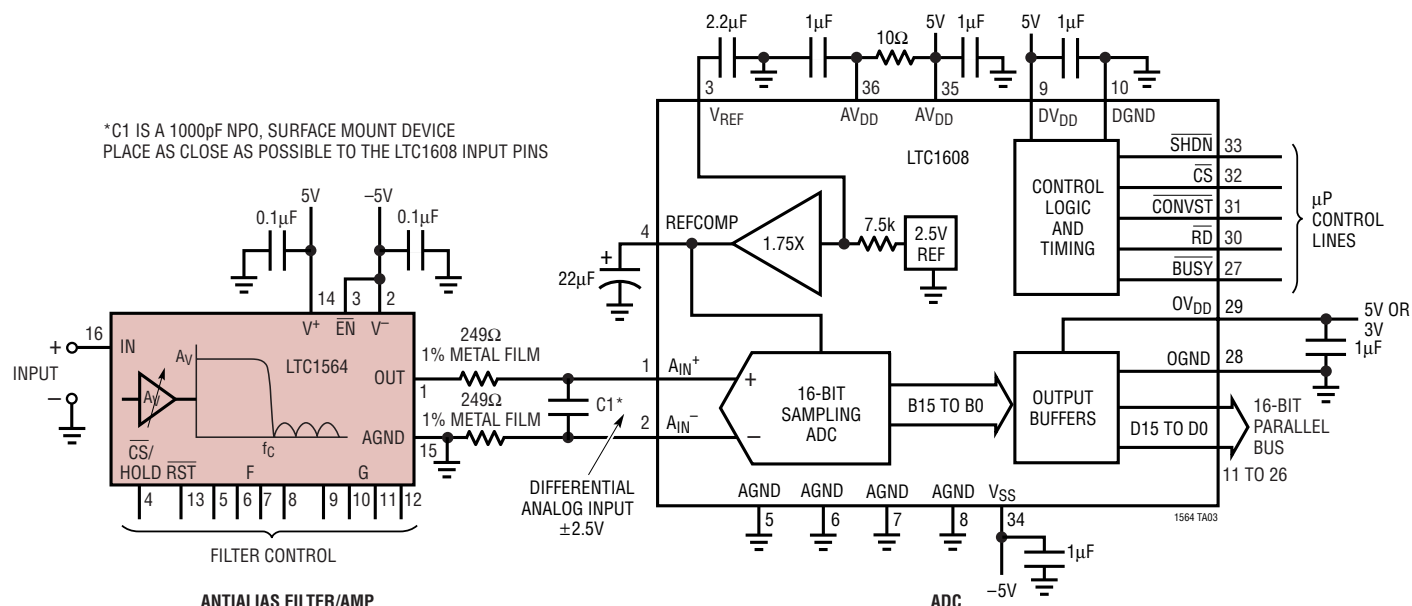 2.2μF
1μF
10Ω
5V
1μF
5V
1μF
3
36
35
9
10
VREF
AVDD
AVDD
DVDD
DGND
*C1 IS A 1000pF NPO, SURFACE MOUNT DEVICE
PLACE AS CLOSE AS POSSIBLE TO THE LTC1608 INPUT PINS
LTC1608
CONTROL
LOGIC
AND
TIMING
SHDN 33
CS 32
CONVST 31
RD 30
BUSY 27
μP
CONTROL
LINES
5V
–5V
0.1μF
0.1μF
4
REFCOMP
1.75X
7.5k
2.5V
REF
+
22μF
14
3
2
V+
EN
V–
OVDD
29
5V OR
3V
1μF
OGND
28
16
+
INPUT
–
IN
AV
LTC1564
AV
fC
OUT
1
AGND
15
249Ω
1% METAL FILM
249Ω
1% METAL FILM
C1*
1
AIN+
2
AIN–
+
–
16-BIT
SAMPLING
ADC
B15 TO B0
OUTPUT
BUFFERS
D15 TO D0
16-BIT
PARALLEL
BUS
11 TO 26
CS/
HOLD
RST
F
G
4
13
5
6
7
8
9
10
11
12
FILTER CONTROL
DIFFERENTIAL
ANALOG INPUT
±2.5V
AGND
AGND
AGND
AGND
VSS
5
6
7
8
34
1μF
–5V
1564 TA03
ANTIALIAS FILTER/AMP
ADC